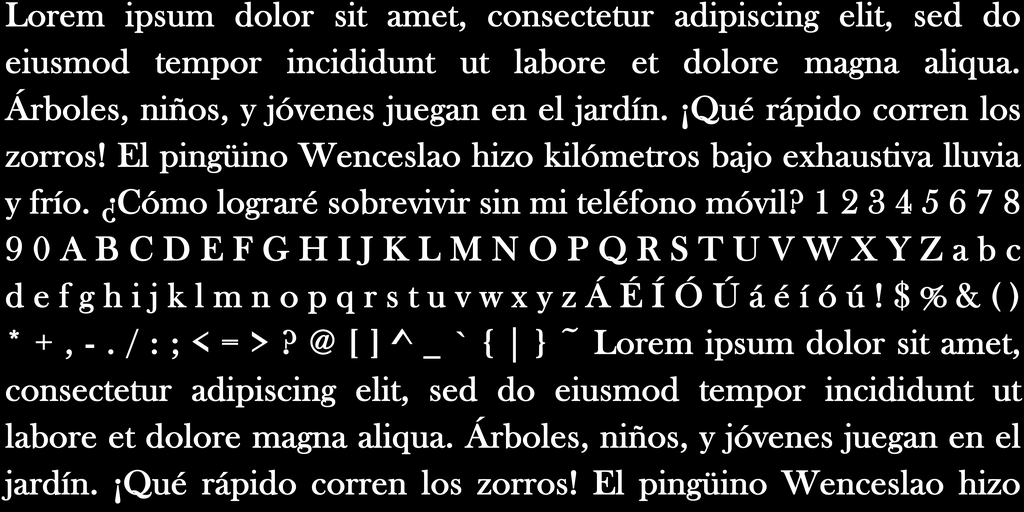 Lorem ipsum dolor sit amet, consectetur adipiscing elit, sed do
eiusmod tempor incididunt ut labore et dolore magna aliqua.
Árboles, niños, y jóvenes juegan en el jardín. ¡Qué rápido corren los
zorros! El pingüino Wenceslao hizo kilómetros bajo exhaustiva lluvia
y frío. ¿Cómo lograré sobrevivir sin mi teléfono móvil? 1 2 3 4 5 6 7 8
9 0 A B C D E F G H I J K L M N O P Q R S T U V W X Y Z a b c
d e f g h i j k l m n o p q r s t u v w x y z Á É Í Ó Ú á é í ó ú ! $ % & ( )
* + , - . / : ; < = > ? @ [ ] ^ _ ` { | } ~ Lorem ipsum dolor sit amet,
consectetur adipiscing elit, sed do eiusmod tempor incididunt ut
labore et dolore magna aliqua. Árboles, niños, y jóvenes juegan en el
jardín. ¡Qué rápido corren los zorros! El pingüino Wenceslao hizo